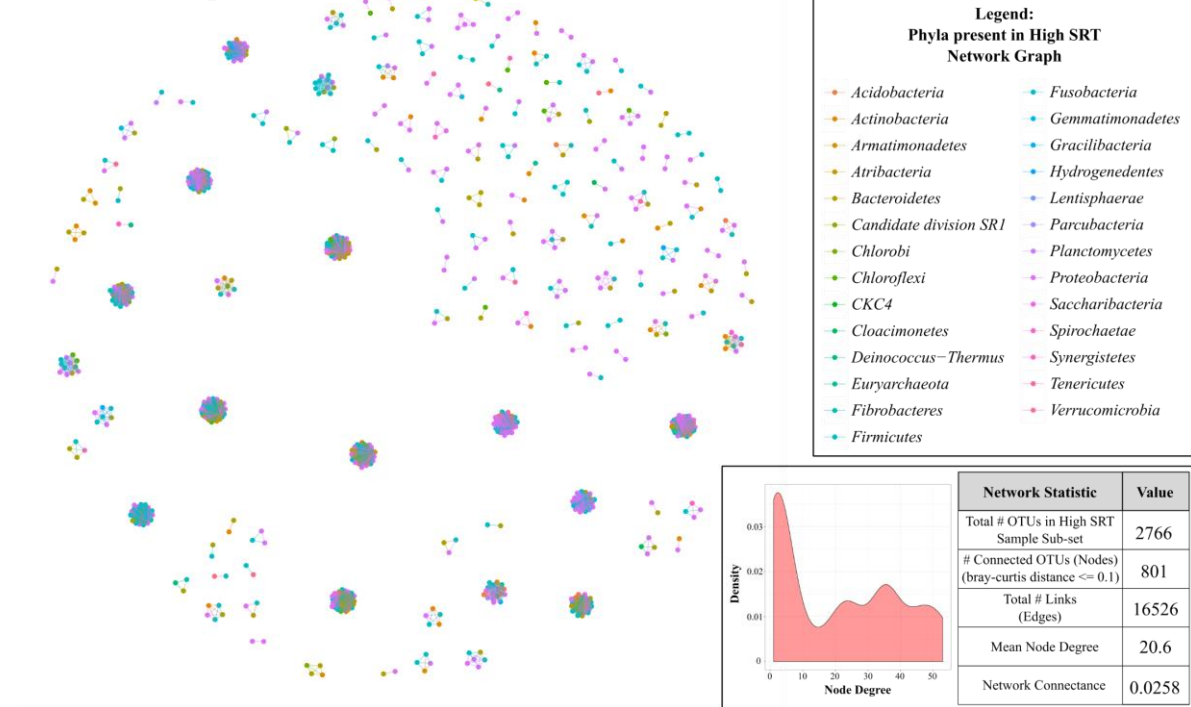 Legend:
Phyla present in High SRT
Network Graph
Acidobacteria
Actinobacteria
Armatimonadetes
Atribacteria
Bacteroidetes
Candidate division SR1
Chlorobi
Chloroflexi
CKC4
Cloacimonetes
Deinococcus−Thermus
Euryarchaeota
Fibrobacteres
Firmicutes
Fusobacteria
Gemmatimonadetes
Gracilibacteria
Hydrogenedentes
Lentisphaerae
Parcubacteria
Planctomycetes
Proteobacteria
Saccharibacteria
Spirochaetae
Synergistetes
Tenericutes
Verrucomicrobia
Density
0.03
0.02
0.01
0
0 10 20 30 40 50
Node Degree
Network Statistic Value
Total # OTUs in High SRT
Sample Sub-set
2766
# Connected OTUs (Nodes)
(bray-curtis distance <= 0.1)
801
Total # Links
(Edges)
16526
Mean Node Degree 20.6
Network Connectance 0.0258